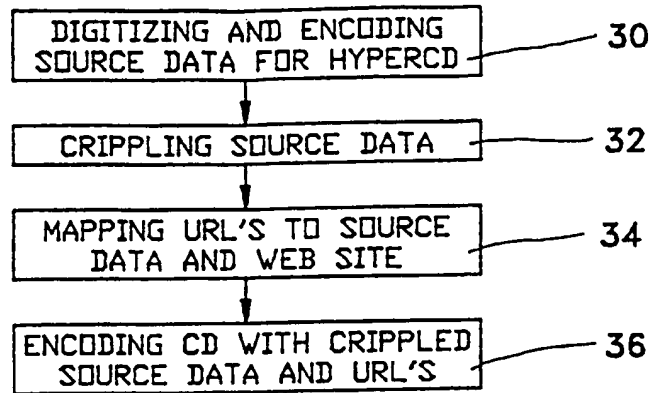 DIGITIZING AND ENCODING
SOURCE DATA FOR HYPERCD
30
CRIPPLING SOURCE DATA
32
MAPPING URL'S TO SOURCE
DATA AND WEB SITE
34
ENCODING CD WITH CRIPPLED
SOURCE DATA AND URL'S
36